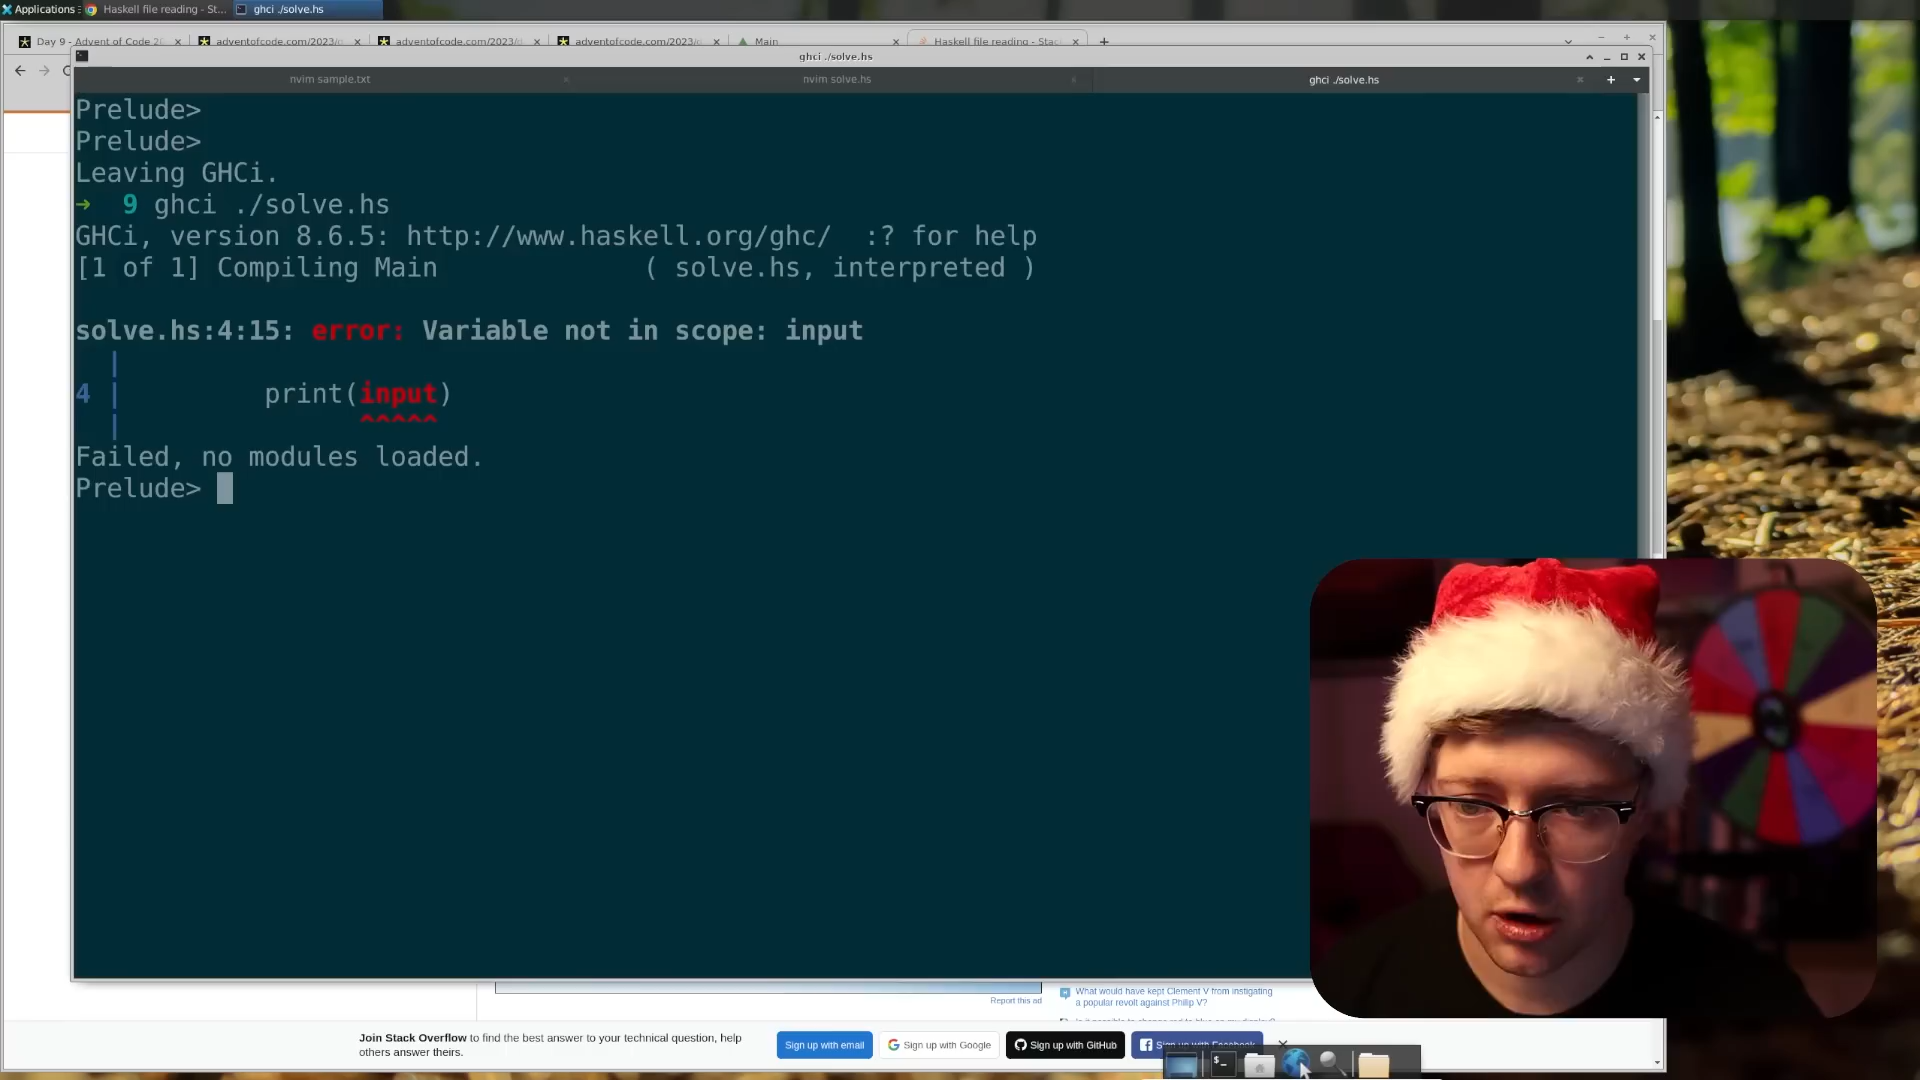 Applications
Haskell file reading - St...
ghci ./solve.hs
Day 9 - Advent of Code 2
adventofcode.com/2023/
adventofcode.com/2023/
adventofcode.com/2023/
Main
Haskell file reading - Stac
ghci ./solve.hs
nvim sample.txt
nvim solve.hs
ghci ./solve.hs
Prelude>
Prelude>
Leaving GHCi.
→ 9 ghci ./solve.hs
GHCi, version 8.6.5: http://www.haskell.org/ghc/ :? for help
[1 of 1] Compiling Main ( solve.hs, interpreted )
solve.hs:4:15: error: Variable not in scope: input
|
4 | print(input)
| ^^^^^
Failed, no modules loaded.
Prelude>
Report this ad
What would have kept Clement V from instigating
a popular revolt against Philip V?
Join Stack Overflow to find the best answer to your technical question, help
others answer theirs.
Sign up with email
Sign up with Google
Sign up with GitHub
Sign up with Facebook